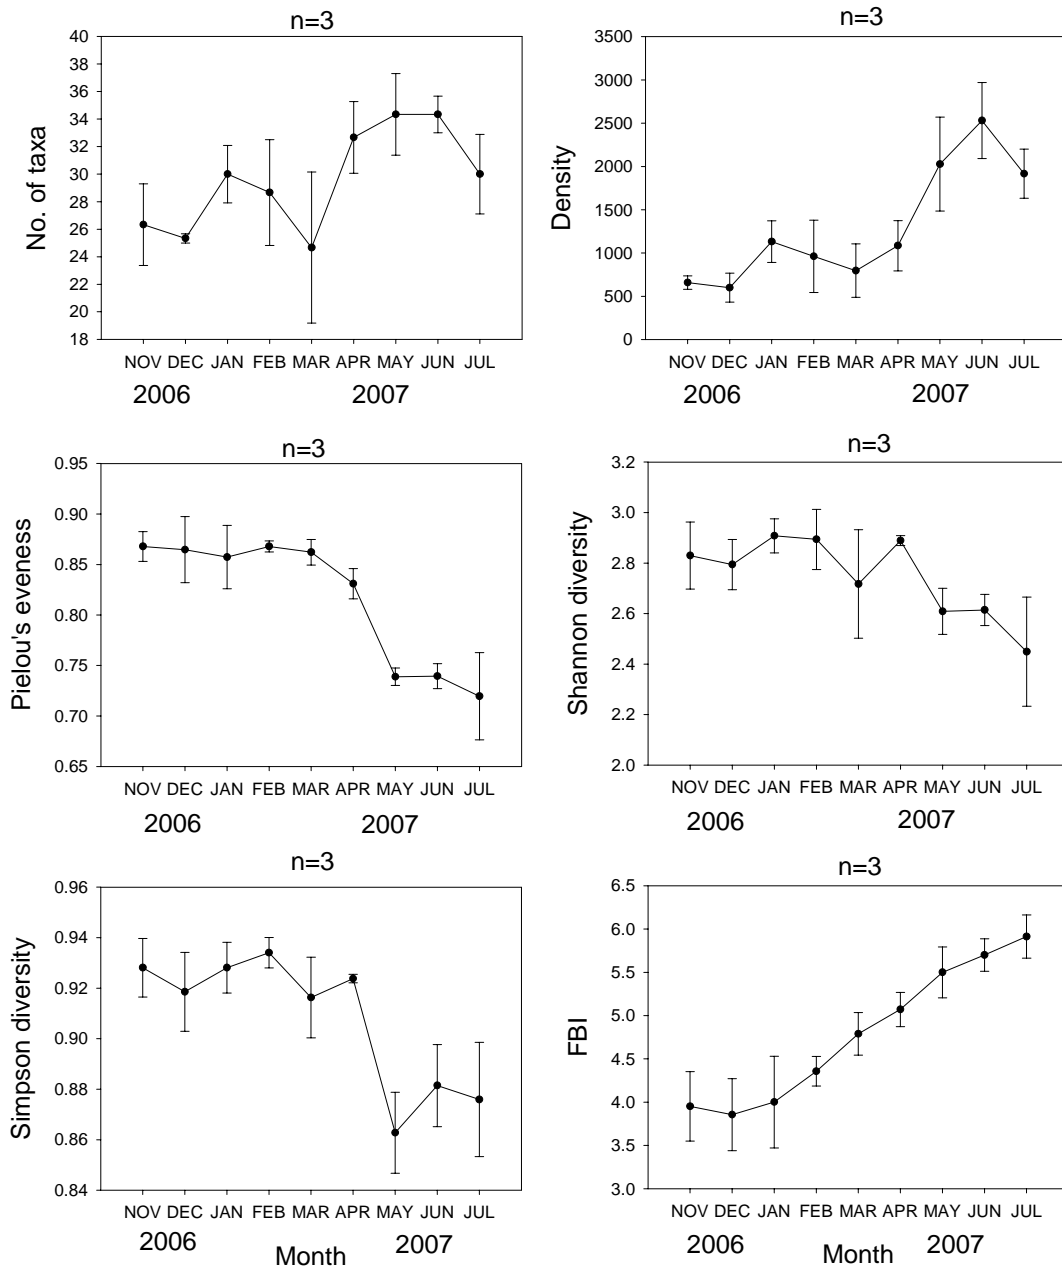 n=3
No. of taxa
40
38
36
34
32
30
28
26
24
22
20
18
NOV DEC JAN FEB MAR APR MAY JUN JUL
2006 2007
n=3
Density
3500
3000
2500
2000
1500
1000
500
0
NOV DEC JAN FEB MAR APR MAY JUN JUL
2006 2007
n=3
Pielou's eveness
0.95
0.90
0.85
0.80
0.75
0.70
0.65
NOV DEC JAN FEB MAR APR MAY JUN JUL
2006 2007
n=3
Shannon diversity
3.2
3.0
2.8
2.6
2.4
2.2
2.0
NOV DEC JAN FEB MAR APR MAY JUN JUL
2006 2007
n=3
Simpson diversity
0.96
0.94
0.92
0.90
0.88
0.86
0.84
NOV DEC JAN FEB MAR APR MAY JUN JUL
2006 2007
Month
n=3
FBI
6.5
6.0
5.5
5.0
4.5
4.0
3.5
3.0
NOV DEC JAN FEB MAR APR MAY JUN JUL
2006 2007
Month